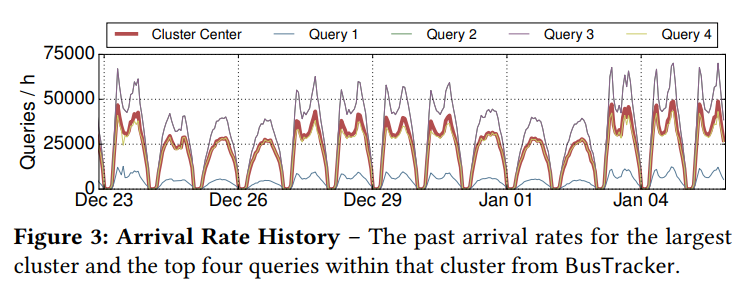 Cluster Center Query 1 Query 2 Query 3 Query 4
75000
50000
25000
0
Queries / h
Dec 23 Dec 26 Dec 29 Jan 01 Jan 04
Figure 3: Arrival Rate History – The past arrival rates for the largest
cluster and the top four queries within that cluster from BusTracker.